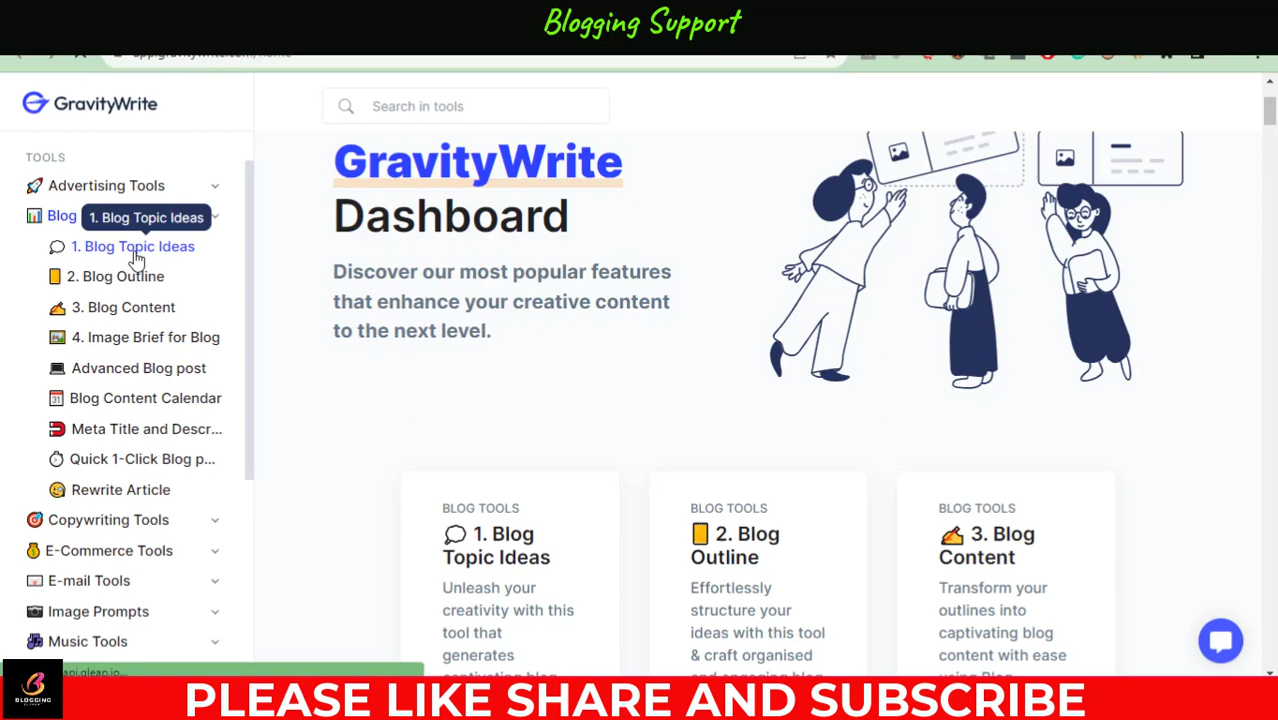 Blogging Support
GravityWrite
Search in tools
TOOLS
Advertising Tools
Blog
1. Blog Topic Ideas
1. Blog Topic Ideas
2. Blog Outline
3. Blog Content
4. Image Brief for Blog
Advanced Blog post
Blog Content Calendar
Meta Title and Descr...
Quick 1-Click Blog p...
Rewrite Article
Copywriting Tools
E-Commerce Tools
E-mail Tools
Image Prompts
Music Tools
GravityWrite
Dashboard
Discover our most popular features
that enhance your creative content
to the next level.
BLOG TOOLS
1. Blog
Topic Ideas
Unleash your
creativity with this
tool that
generates
BLOG TOOLS
2. Blog
Outline
Effortlessly
structure your
ideas with this tool
& craft organised
BLOG TOOLS
3. Blog
Content
Transform your
outlines into
captivating blog
content with ease
BLOGGING
PLEASE LIKE SHARE AND SUBSCRIBE